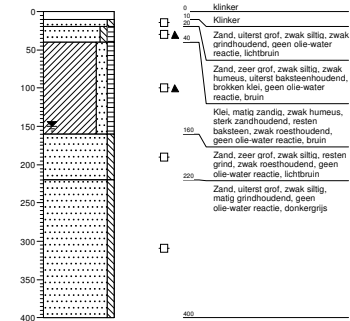 0
50
100
150
200
250
300
350
400
0
klinker
10
Klinker
20
Zand, uiterst grof, zwak siltig, zwak
grindhoudend, geen olie-water
reactie, lichtbruin
40
Zand, zeer grof, zwak siltig, zwak
humeus, uiterst baksteenhoudend,
brokken klei, geen olie-water
reactie, bruin
Klei, matig zandig, zwak humeus,
sterk zandhoudend, resten
baksteen, zwak roesthoudend,
geen olie-water reactie, bruin
160
Zand, zeer grof, zwak siltig, resten
grind, zwak roesthoudend, geen
olie-water reactie, lichtbruin
220
Zand, uiterst grof, zwak siltig,
matig grindhoudend, geen
olie-water reactie, donkergrijs
400